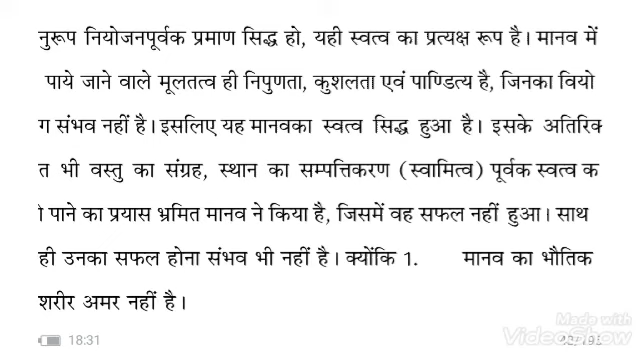 नुरूप नियोजनपूर्वक प्रमाण सिद्ध हो, यही स्वत्व का प्रत्यक्ष रूप है। मानव में
पाये जाने वाले मूलतत्व ही निपुणता, कुशलता एवं पाण्डित्य है, जिनका वियो
ग संभव नहीं है। इसलिए यह मानवका स्वत्व सिद्ध हुआ है। इसके अतिरिक
त भी वस्तु का संग्रह, स्थान का सम्पत्तिकरण (स्वामित्व) पूर्वक स्वत्व क
ो पाने का प्रयास भ्रमित मानव ने किया है, जिसमें वह सफल नहीं हुआ। साथ
ही उनका सफल होना संभव भी नहीं है। क्योंकि 1. मानव का भौतिक
शरीर अमर नहीं है।
18:31
Made with
VideoShow